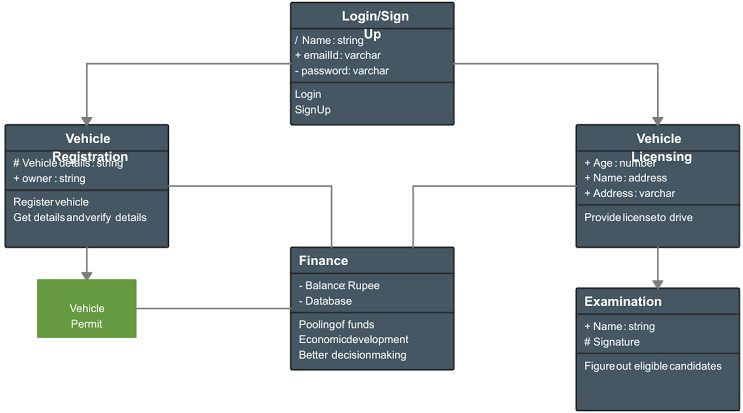 Login/Sign
Up
/ Name : string
+ emailId : varchar
- password : varchar
Login
SignUp
Vehicle
Registration
# Vehicle details : string
+ owner : string
Register vehicle
Get details and verify details
Vehicle
Licensing
+ Age : number
+ Name : address
+ Address : varchar
Provide license to drive
Finance
- Balance: Rupee
- Database
Pooling of funds
Economic development
Better decision making
Vehicle
Permit
Examination
+ Name : string
# Signature
Figure out eligible candidates